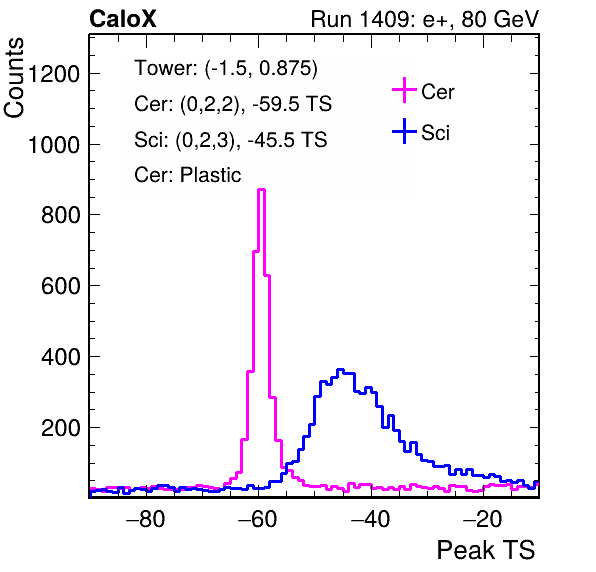 CaloX Run 1409: e+, 80 GeV
Counts
Tower: (-1.5, 0.875)
Cer: (0,2,2), -59.5 TS
Sci: (0,2,3), -45.5 TS
Cer: Plastic
Cer
Sci
1200
1000
800
600
400
200
−80 −60 −40 −20
Peak TS